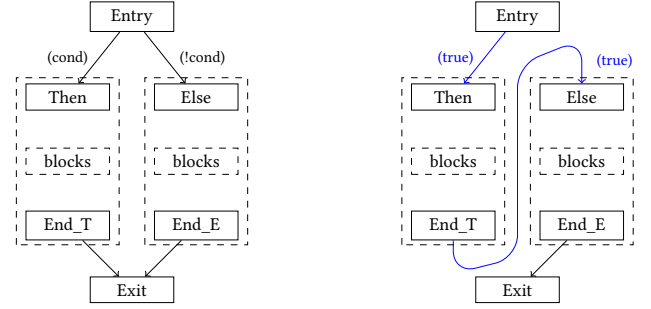 Entry
(cond) (!cond)
Then Else
blocks blocks
End_T End_E
Exit
Entry
(true) (true)
Then Else
blocks blocks
End_T End_E
Exit